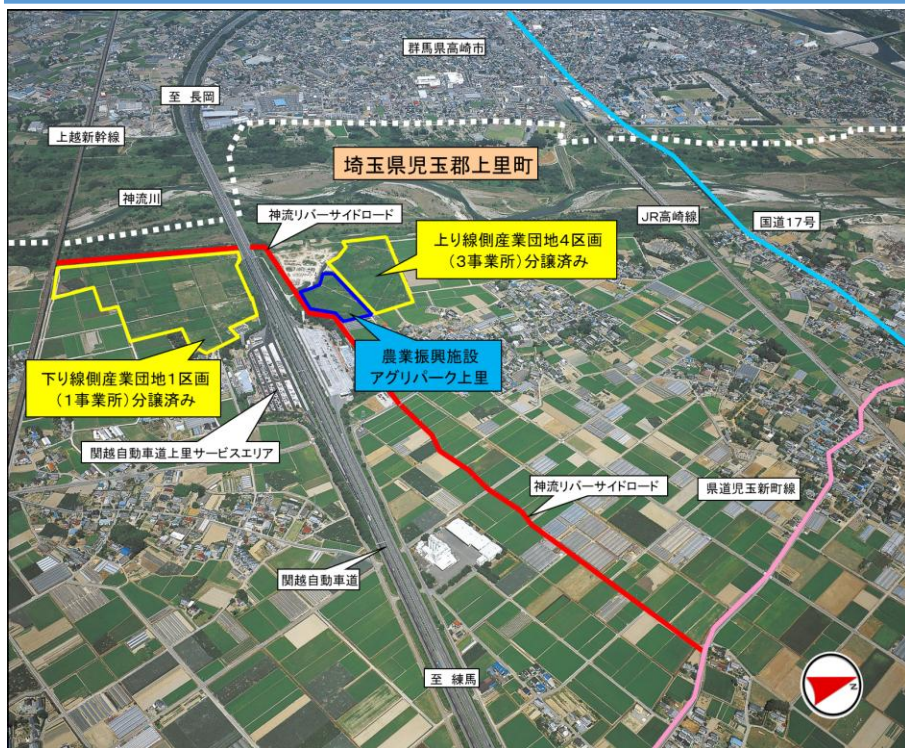 群馬県高崎市
至 長岡
上越新幹線
埼玉県児玉郡上里町
神流川
神流リバーサイドロード
JR高崎線
国道17号
上り線側産業団地4区画
(3事業所)分譲済み
農業振興施設
アグリパーク上里
下り線側産業団地1区画
(1事業所)分譲済み
関越自動車道上里サービスエリア
神流リバーサイドロード
県道児玉新町線
関越自動車道
至 練馬
N